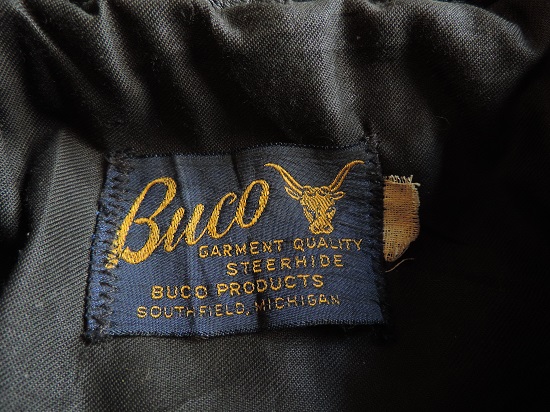 Buco
GARMENT QUALITY
STEERHIDE
BUCO PRODUCTS
SOUTHFIELD, MICHIGAN